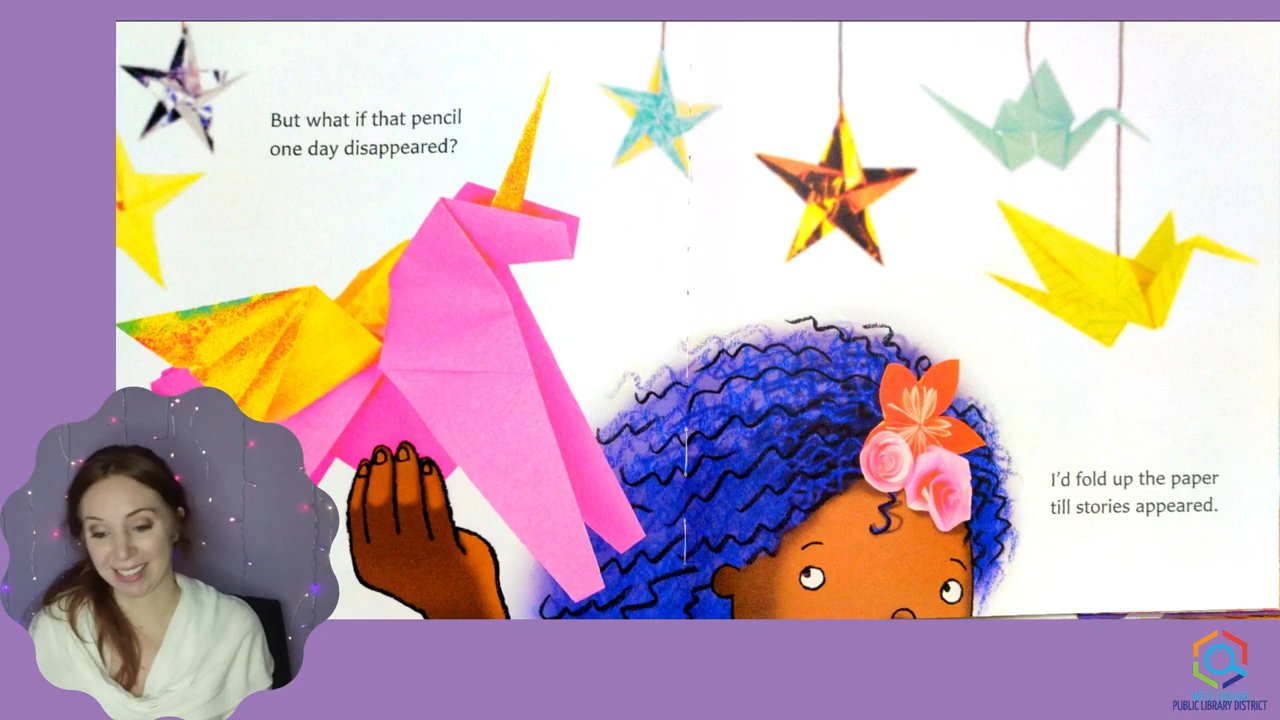 But what if that pencil
one day disappeared?
I'd fold up the paper
till stories appeared.
PUBLIC LIBRARY DISTRICT